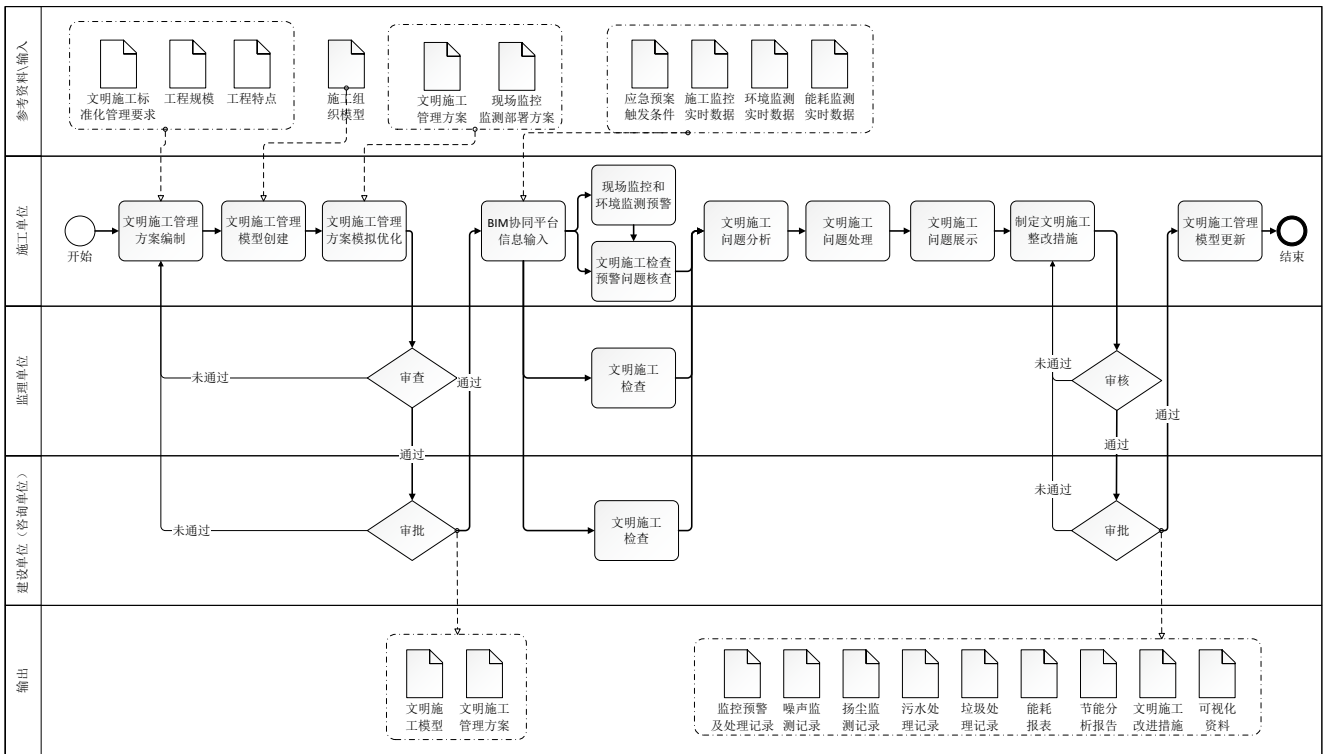 参考资料\输入
文明施工标
准化管理要求
工程规模
工程特点
施工组
织模型
文明施工
管理方案
现场监控
监测部署方案
应急预案
触发条件
施工监控
实时数据
环境监测
实时数据
能耗监测
实时数据
施工单位
开始
文明施工管理
方案编制
文明施工管理
模型创建
文明施工管理
方案模拟优化
BIM协同平台
信息输入
现场监控和
环境监测预警
文明施工检查
预警问题核查
文明施工
问题分析
文明施工
问题处理
文明施工
问题展示
制定文明施工
整改措施
文明施工管理
模型更新
结束
监理单位
未通过
审查
通过
文明施工
检查
未通过
审核
通过
通过
通过
建设单位（咨询单位）
未通过
审批
文明施工
检查
未通过
审批
输出
文明施
工模型
文明施工
管理方案
监控预警
及处理记录
噪声监
测记录
扬尘监
测记录
污水处
理记录
垃圾处
理记录
能耗
报表
节能分
析报告
文明施工
改进措施
可视化
资料